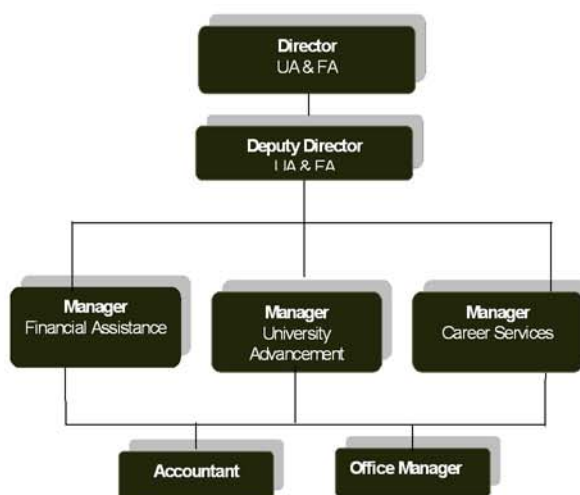 Director
UA & FA
Deputy Director
UA & FA
Manager
Financial Assistance
Manager
University
Advancement
Manager
Career Services
Accountant
Office Manager